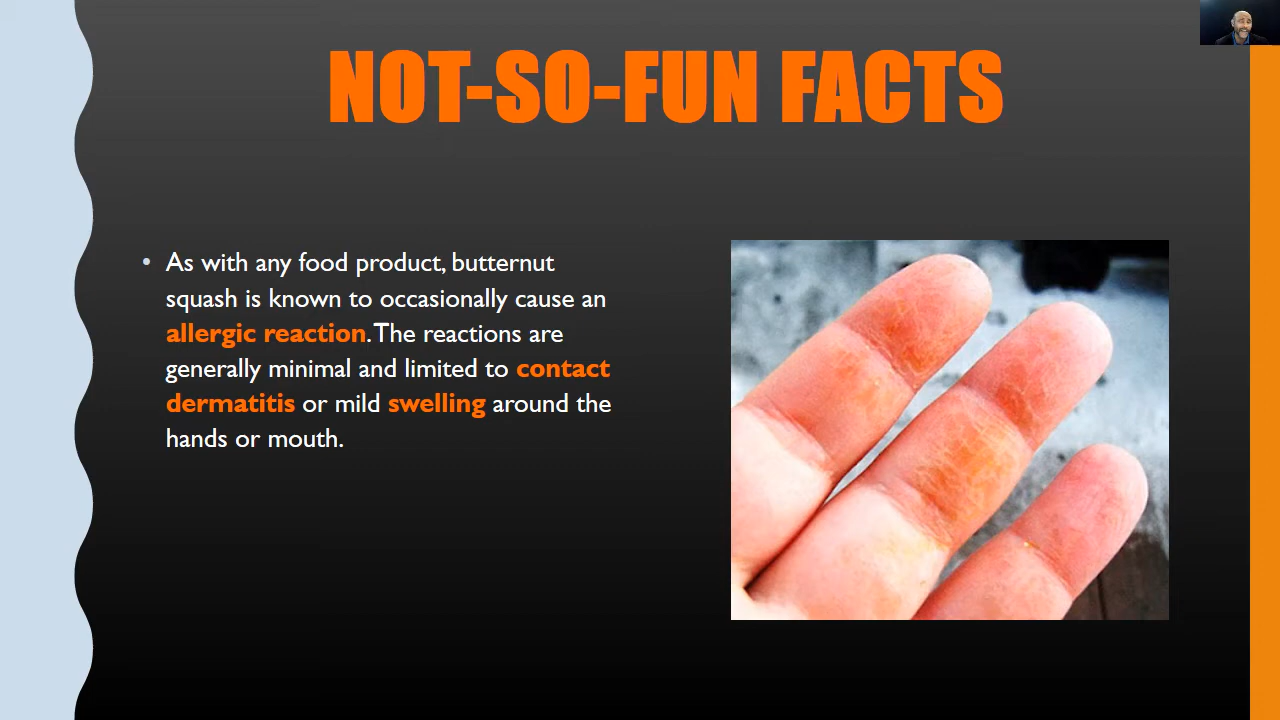 NOT-SO-FUN FACTS
• As with any food product, butternut
squash is known to occasionally cause an
allergic reaction. The reactions are
generally minimal and limited to contact
dermatitis or mild swelling around the
hands or mouth.